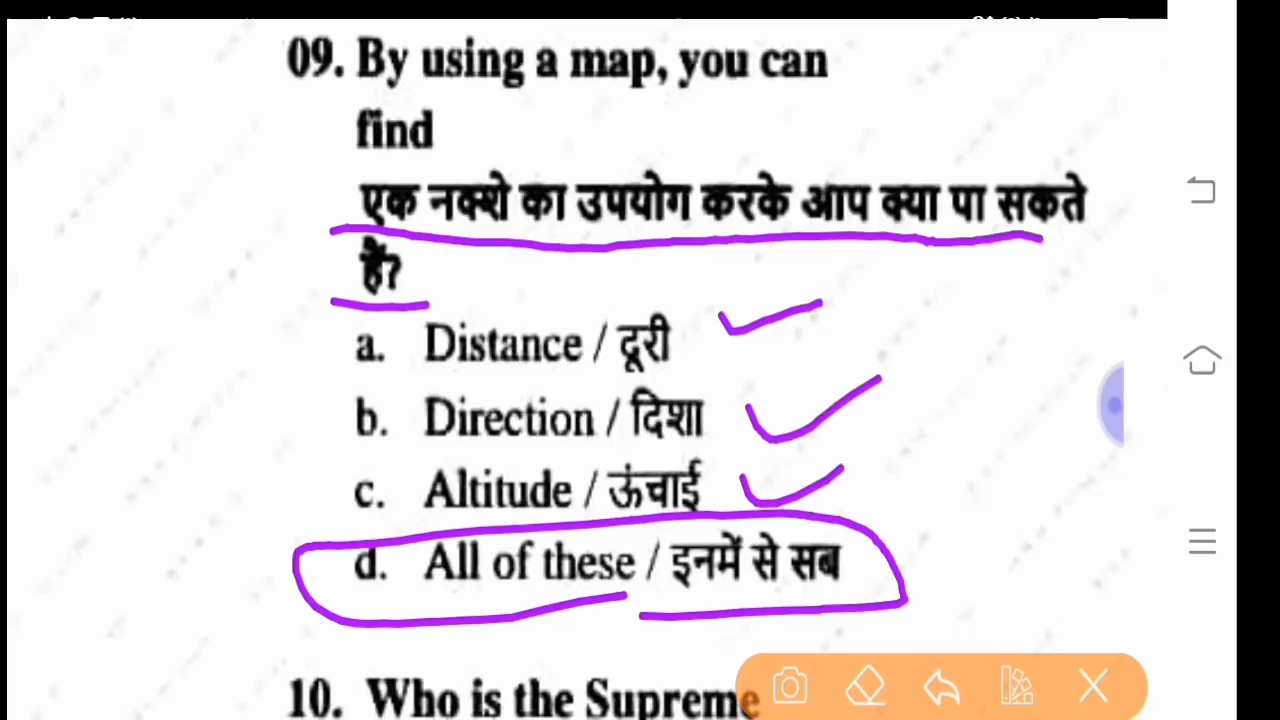 09. By using a map, you can
find
एक नक्शे का उपयोग करके आप क्या पा सकते
हैं?
a. Distance / दूरी
b. Direction / दिशा
c. Altitude / ऊंचाई
d. All of these / इनमें से सब
10. Who is the Supreme